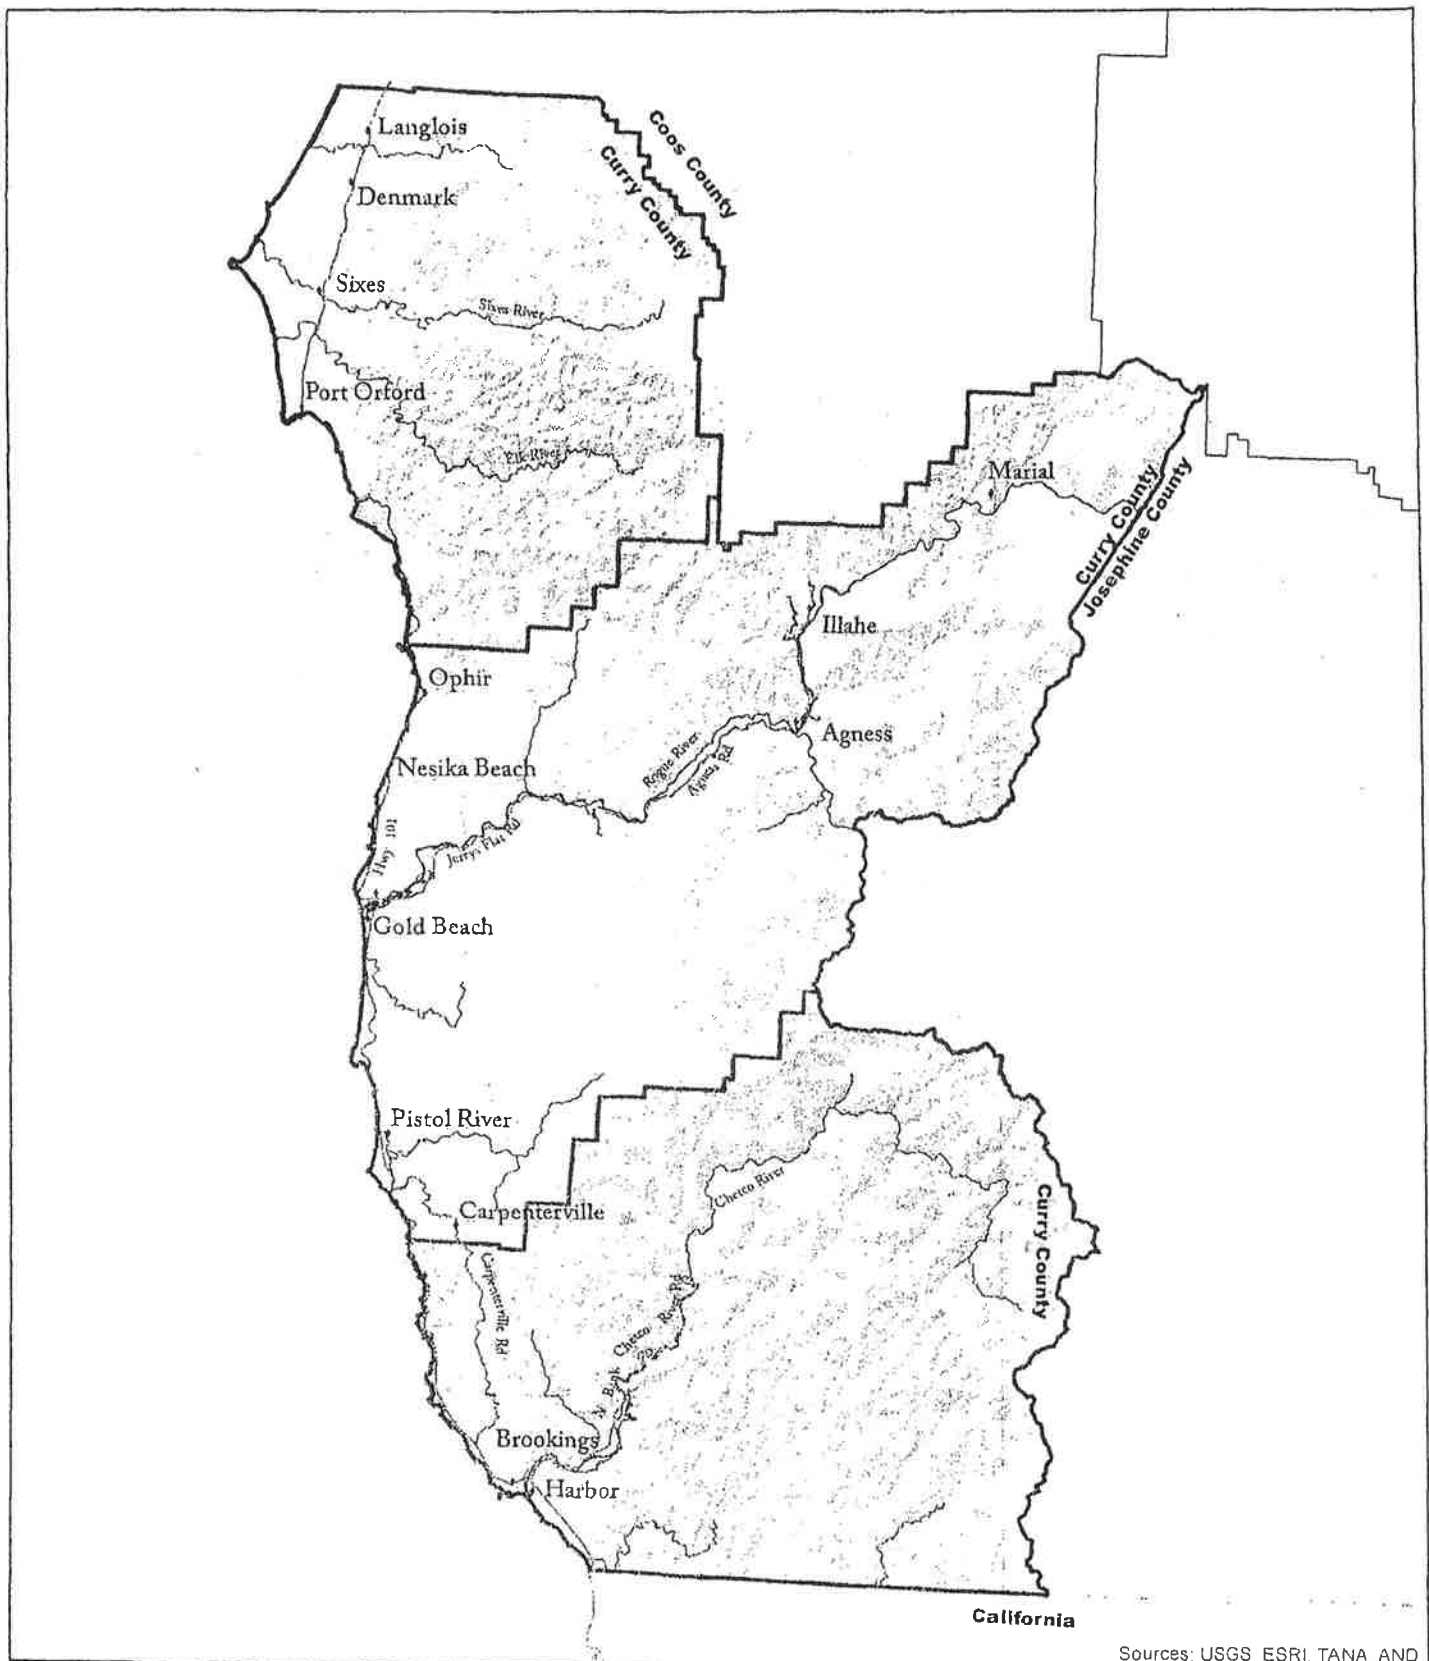 Langlois
Coos County
Curry County
Denmark
Sixes
Sixes River
Port Orford
Elk River
Marial
Curry County
Josephine County
Illahe
Ophir
Agness
Rogue River
Agness Rd
Nesika Beach
Hwy 101
Jerrys Flat Rd
Gold Beach
Pistol River
Chetco River
Carpenterville
Curry County
Carpenterville Rd
N Bank Chetco River Rd
Brookings
Harbor
California
Sources: USGS, ESRI, TANA, AND